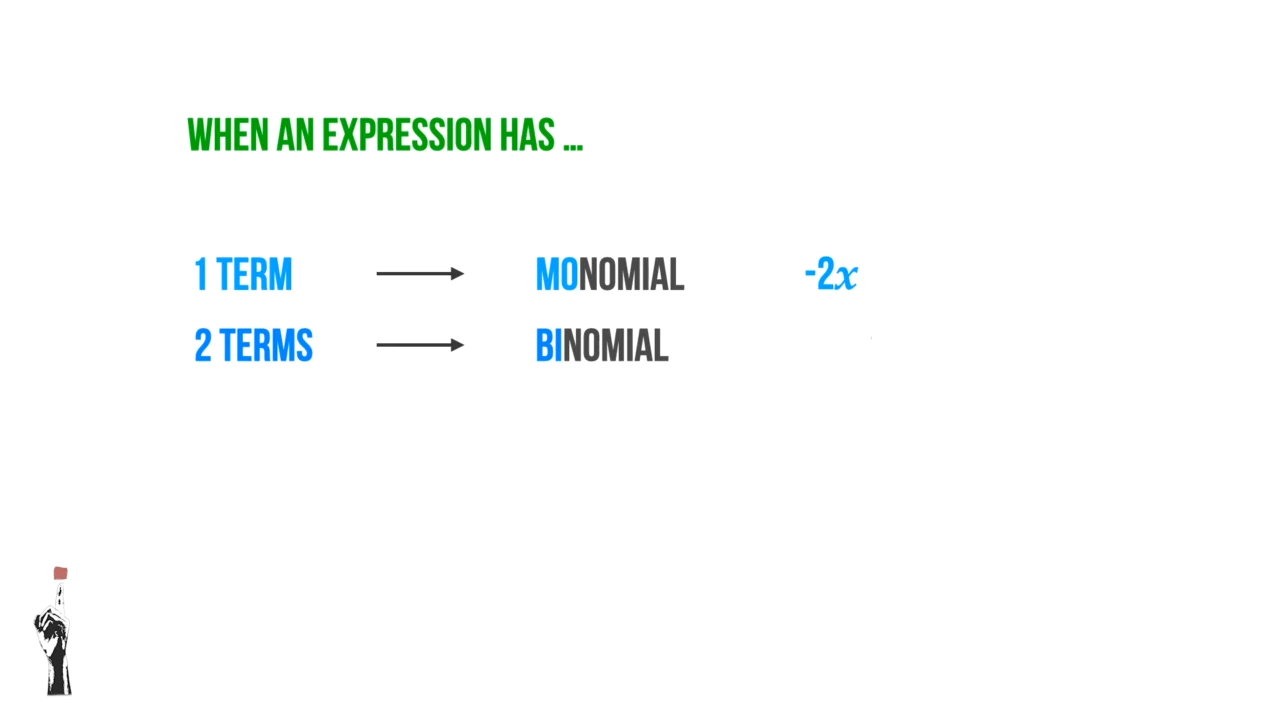 WHEN AN EXPRESSION HAS ...
1 TERM → MONOMIAL -2x
2 TERMS → BINOMIAL